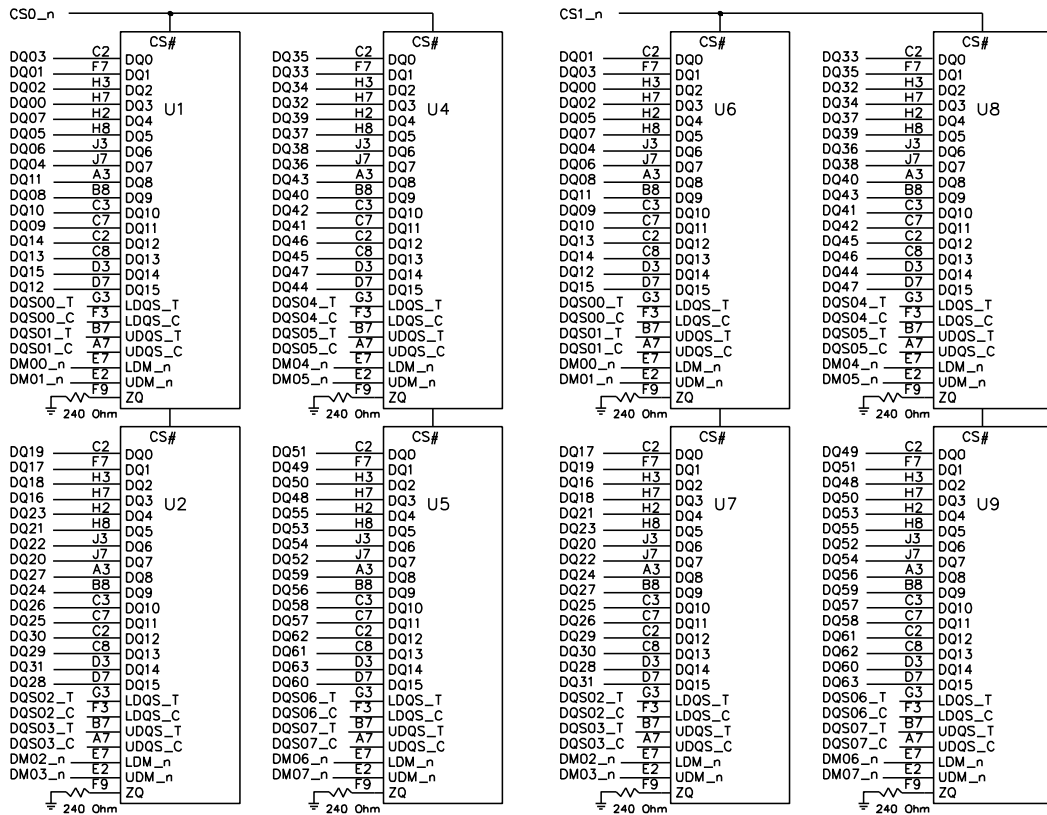 CS0_n
CS#
DQ03 C2 DQ0
DQ01 F7 DQ1
DQ02 H3 DQ2
DQ00 H7 DQ3 U1
DQ07 H2 DQ4
DQ05 H8 DQ5
DQ06 J3 DQ6
DQ04 J7 DQ7
DQ11 A3 DQ8
DQ08 B8 DQ9
DQ10 C3 DQ10
DQ09 C7 DQ11
DQ14 C2 DQ12
DQ13 C8 DQ13
DQ15 D3 DQ14
DQ12 D7 DQ15
DQS00_T G3 LDQS_T
DQS00_C F3 LDQS_C
DQS01_T B7 UDQS_T
DQS01_C A7 UDQS_C
DM00_n E7 LDM_n
DM01_n E2 UDM_n
F9 ZQ
240 Ohm
CS#
DQ35 C2 DQ0
DQ33 F7 DQ1
DQ34 H3 DQ2
DQ32 H7 DQ3 U4
DQ39 H2 DQ4
DQ37 H8 DQ5
DQ38 J3 DQ6
DQ36 J7 DQ7
DQ43 A3 DQ8
DQ40 B8 DQ9
DQ42 C3 DQ10
DQ41 C7 DQ11
DQ46 C2 DQ12
DQ45 C8 DQ13
DQ47 D3 DQ14
DQ44 D7 DQ15
DQS04_T G3 LDQS_T
DQS04_C F3 LDQS_C
DQS05_T B7 UDQS_T
DQS05_C A7 UDQS_C
DM04_n E7 LDM_n
DM05_n E2 UDM_n
F9 ZQ
240 Ohm
CS1_n
CS#
DQ01 C2 DQ0
DQ03 F7 DQ1
DQ00 H3 DQ2
DQ02 H7 DQ3 U6
DQ05 H2 DQ4
DQ07 H8 DQ5
DQ04 J3 DQ6
DQ06 J7 DQ7
DQ08 A3 DQ8
DQ11 B8 DQ9
DQ09 C3 DQ10
DQ10 C7 DQ11
DQ13 C2 DQ12
DQ14 C8 DQ13
DQ12 D3 DQ14
DQ15 D7 DQ15
DQS00_T G3 LDQS_T
DQS00_C F3 LDQS_C
DQS01_T B7 UDQS_T
DQS01_C A7 UDQS_C
DM00_n E7 LDM_n
DM01_n E2 UDM_n
F9 ZQ
240 Ohm
CS#
DQ33 C2 DQ0
DQ35 F7 DQ1
DQ32 H3 DQ2
DQ34 H7 DQ3 U8
DQ37 H2 DQ4
DQ39 H8 DQ5
DQ36 J3 DQ6
DQ38 J7 DQ7
DQ40 A3 DQ8
DQ43 B8 DQ9
DQ41 C3 DQ10
DQ42 C7 DQ11
DQ45 C2 DQ12
DQ46 C8 DQ13
DQ44 D3 DQ14
DQ47 D7 DQ15
DQS04_T G3 LDQS_T
DQS04_C F3 LDQS_C
DQS05_T B7 UDQS_T
DQS05_C A7 UDQS_C
DM04_n E7 LDM_n
DM05_n E2 UDM_n
F9 ZQ
240 Ohm
CS#
DQ19 C2 DQ0
DQ17 F7 DQ1
DQ18 H3 DQ2
DQ16 H7 DQ3 U2
DQ23 H2 DQ4
DQ21 H8 DQ5
DQ22 J3 DQ6
DQ20 J7 DQ7
DQ27 A3 DQ8
DQ24 B8 DQ9
DQ26 C3 DQ10
DQ25 C7 DQ11
DQ30 C2 DQ12
DQ29 C8 DQ13
DQ31 D3 DQ14
DQ28 D7 DQ15
DQS02_T G3 LDQS_T
DQS02_C F3 LDQS_C
DQS03_T B7 UDQS_T
DQS03_C A7 UDQS_C
DM02_n E7 LDM_n
DM03_n E2 UDM_n
F9 ZQ
240 Ohm
CS#
DQ51 C2 DQ0
DQ49 F7 DQ1
DQ50 H3 DQ2
DQ48 H7 DQ3 U5
DQ55 H2 DQ4
DQ53 H8 DQ5
DQ54 J3 DQ6
DQ52 J7 DQ7
DQ59 A3 DQ8
DQ56 B8 DQ9
DQ58 C3 DQ10
DQ57 C7 DQ11
DQ62 C2 DQ12
DQ61 C8 DQ13
DQ63 D3 DQ14
DQ60 D7 DQ15
DQS06_T G3 LDQS_T
DQS06_C F3 LDQS_C
DQS07_T B7 UDQS_T
DQS07_C A7 UDQS_C
DM06_n E7 LDM_n
DM07_n E2 UDM_n
F9 ZQ
240 Ohm
CS#
DQ17 C2 DQ0
DQ19 F7 DQ1
DQ16 H3 DQ2
DQ18 H7 DQ3 U7
DQ21 H2 DQ4
DQ23 H8 DQ5
DQ20 J3 DQ6
DQ22 J7 DQ7
DQ24 A3 DQ8
DQ27 B8 DQ9
DQ25 C3 DQ10
DQ26 C7 DQ11
DQ29 C2 DQ12
DQ30 C8 DQ13
DQ28 D3 DQ14
DQ31 D7 DQ15
DQS02_T G3 LDQS_T
DQS02_C F3 LDQS_C
DQS03_T B7 UDQS_T
DQS03_C A7 UDQS_C
DM02_n E7 LDM_n
DM03_n E2 UDM_n
F9 ZQ
240 Ohm
CS#
DQ49 C2 DQ0
DQ51 F7 DQ1
DQ48 H3 DQ2
DQ50 H7 DQ3 U9
DQ53 H2 DQ4
DQ55 H8 DQ5
DQ52 J3 DQ6
DQ54 J7 DQ7
DQ56 A3 DQ8
DQ59 B8 DQ9
DQ57 C3 DQ10
DQ58 C7 DQ11
DQ61 C2 DQ12
DQ62 C8 DQ13
DQ60 D3 DQ14
DQ63 D7 DQ15
DQS06_T G3 LDQS_T
DQS06_C F3 LDQS_C
DQS07_T B7 UDQS_T
DQS07_C A7 UDQS_C
DM06_n E7 LDM_n
DM07_n E2 UDM_n
F9 ZQ
240 Ohm